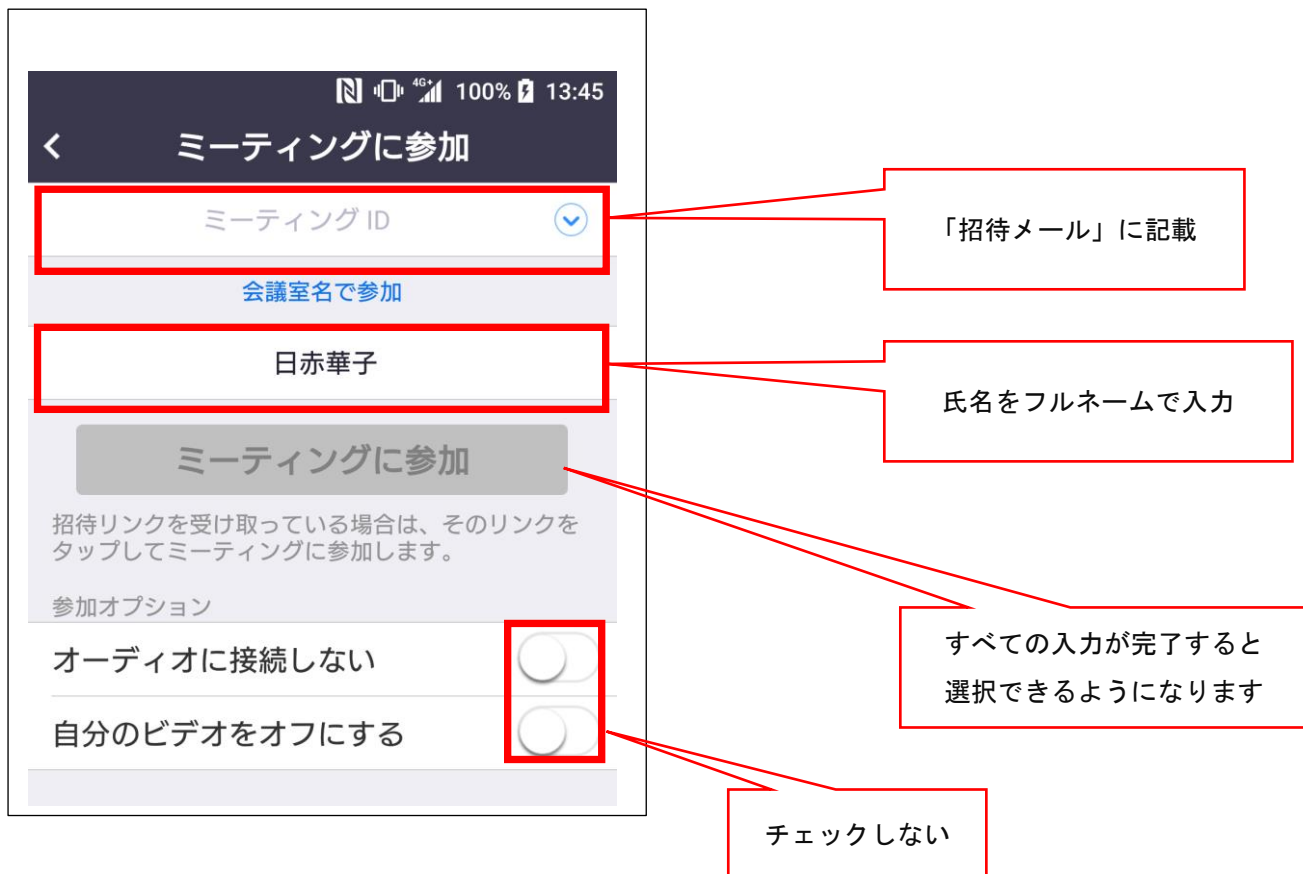 4G+ 100% 13:45
ミーティングに参加
ミーティング ID
「招待メール」に記載
会議室名で参加
日赤華子
氏名をフルネームで入力
ミーティングに参加
招待リンクを受け取っている場合は、そのリンクを
タップしてミーティングに参加します。
参加オプション
オーディオに接続しない
すべての入力が完了すると
選択できるようになります
自分のビデオをオフにする
チェックしない